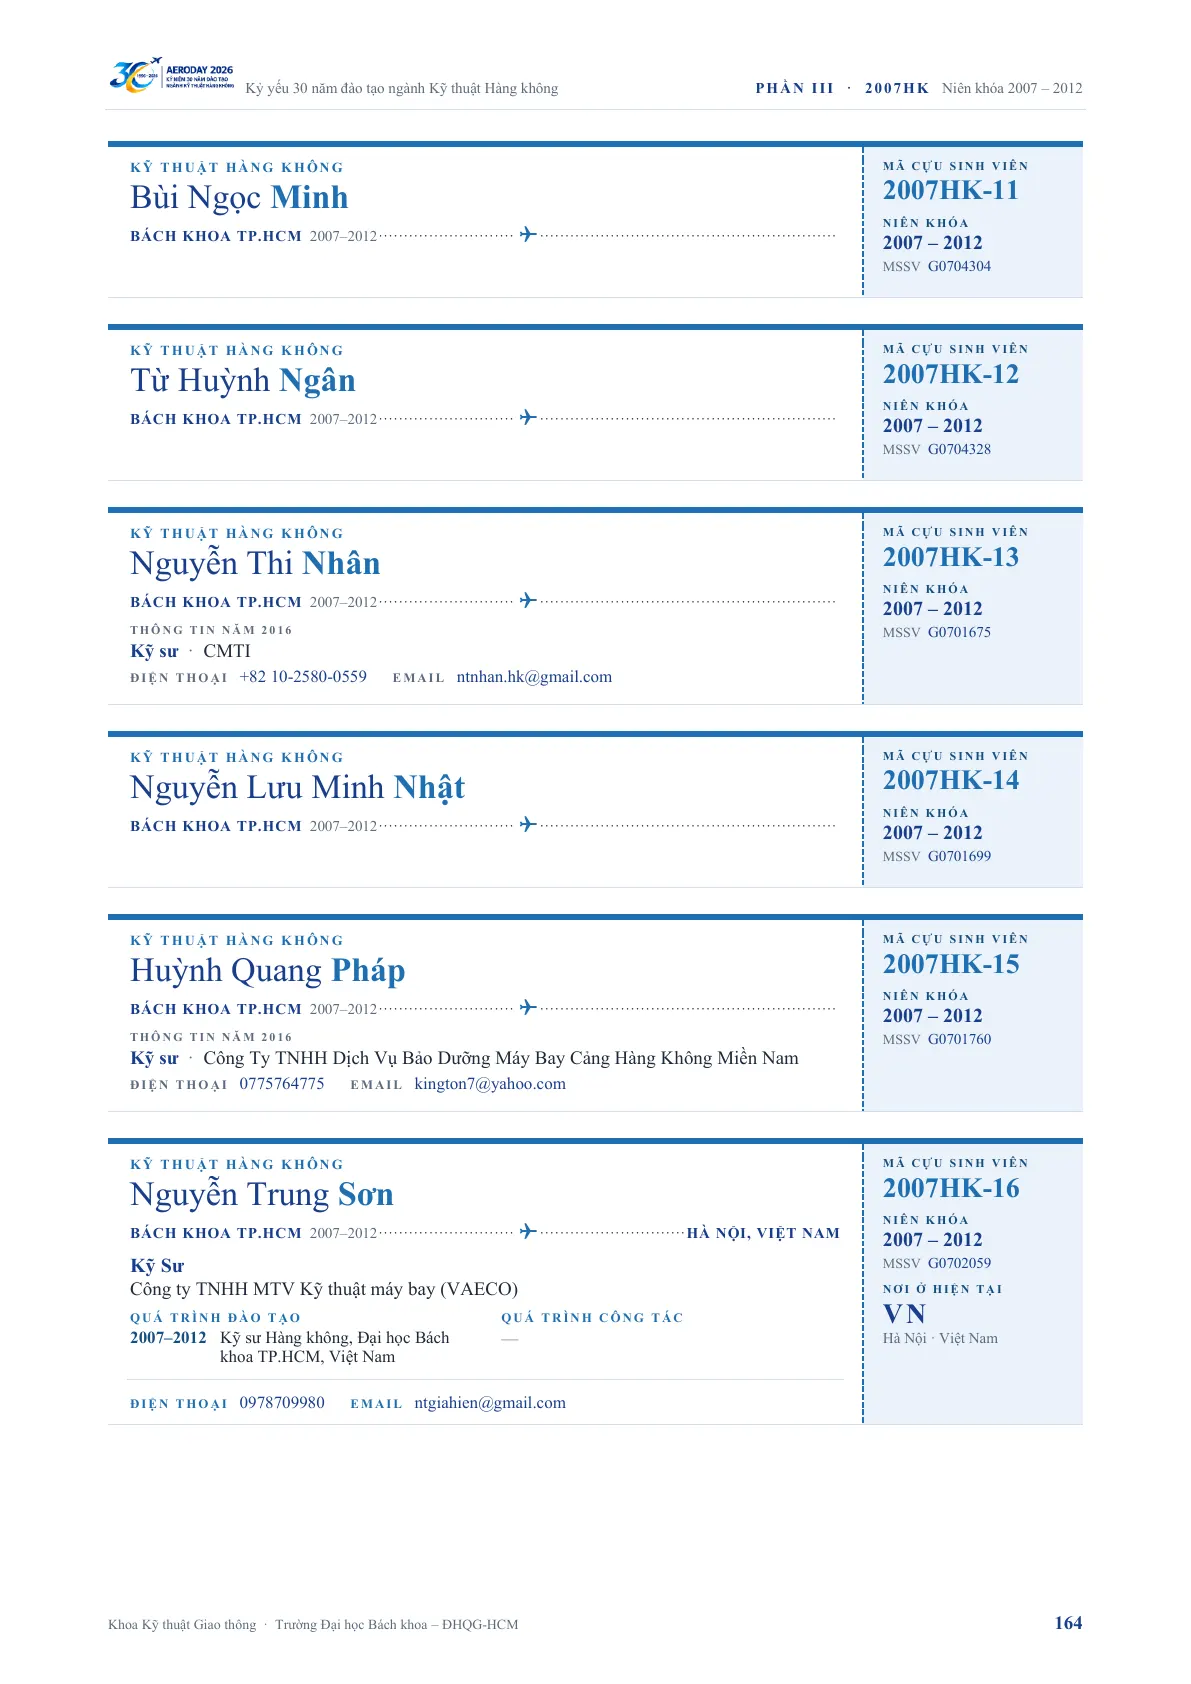 30 1996 - 2026 AERODAY 2026
KỶ NIỆM 30 NĂM ĐÀO TẠO
NGÀNH KỸ THUẬT HÀNG KHÔNG
Kỷ yếu 30 năm đào tạo ngành Kỹ thuật Hàng không
PHẦN III · 2007HK Niên khóa 2007 – 2012
KỸ THUẬT HÀNG KHÔNG
Bùi Ngọc Minh
BÁCH KHOA TP.HCM 2007–2012
MÃ CỰU SINH VIÊN
2007HK-11
NIÊN KHÓA
2007 – 2012
MSSV G0704304
KỸ THUẬT HÀNG KHÔNG
Từ Huỳnh Ngân
BÁCH KHOA TP.HCM 2007–2012
MÃ CỰU SINH VIÊN
2007HK-12
NIÊN KHÓA
2007 – 2012
MSSV G0704328
KỸ THUẬT HÀNG KHÔNG
Nguyễn Thi Nhân
BÁCH KHOA TP.HCM 2007–2012
THÔNG TIN NĂM 2016
Kỹ sư · CMTI
ĐIỆN THOẠI +82 10-2580-0559 EMAIL ntnhan.hk@gmail.com
MÃ CỰU SINH VIÊN
2007HK-13
NIÊN KHÓA
2007 – 2012
MSSV G0701675
KỸ THUẬT HÀNG KHÔNG
Nguyễn Lưu Minh Nhật
BÁCH KHOA TP.HCM 2007–2012
MÃ CỰU SINH VIÊN
2007HK-14
NIÊN KHÓA
2007 – 2012
MSSV G0701699
KỸ THUẬT HÀNG KHÔNG
Huỳnh Quang Pháp
BÁCH KHOA TP.HCM 2007–2012
THÔNG TIN NĂM 2016
Kỹ sư · Công Ty TNHH Dịch Vụ Bảo Dưỡng Máy Bay Cảng Hàng Không Miền Nam
ĐIỆN THOẠI 0775764775 EMAIL kington7@yahoo.com
MÃ CỰU SINH VIÊN
2007HK-15
NIÊN KHÓA
2007 – 2012
MSSV G0701760
KỸ THUẬT HÀNG KHÔNG
Nguyễn Trung Sơn
BÁCH KHOA TP.HCM 2007–2012 HÀ NỘI, VIỆT NAM
Kỹ Sư
Công ty TNHH MTV Kỹ thuật máy bay (VAECO)
QUÁ TRÌNH ĐÀO TẠO
2007–2012 Kỹ sư Hàng không, Đại học Bách
khoa TP.HCM, Việt Nam
QUÁ TRÌNH CÔNG TÁC
—
ĐIỆN THOẠI 0978709980 EMAIL ntgiahien@gmail.com
MÃ CỰU SINH VIÊN
2007HK-16
NIÊN KHÓA
2007 – 2012
MSSV G0702059
NƠI Ở HIỆN TẠI
VN
Hà Nội · Việt Nam
Khoa Kỹ thuật Giao thông · Trường Đại học Bách khoa – ĐHQG-HCM
164